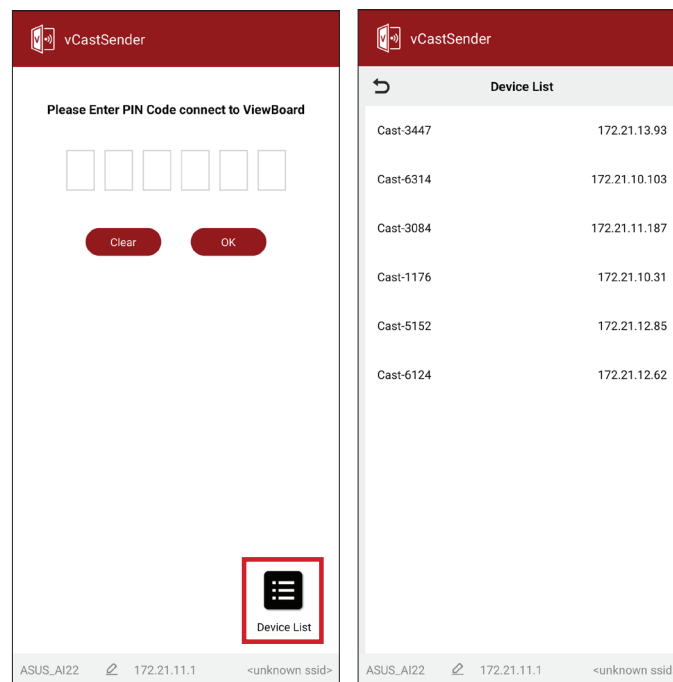 vCastSender
Please Enter PIN Code connect to ViewBoard
Clear
OK
Device List
ASUS_AI22
172.21.11.1
<unknown ssid>
vCastSender
Device List
Cast-3447 172.21.13.93
Cast-6314 172.21.10.103
Cast-3084 172.21.11.187
Cast-1176 172.21.10.31
Cast-5152 172.21.12.85
Cast-6124 172.21.12.62
ASUS_AI22
172.21.11.1
<unknown ssid